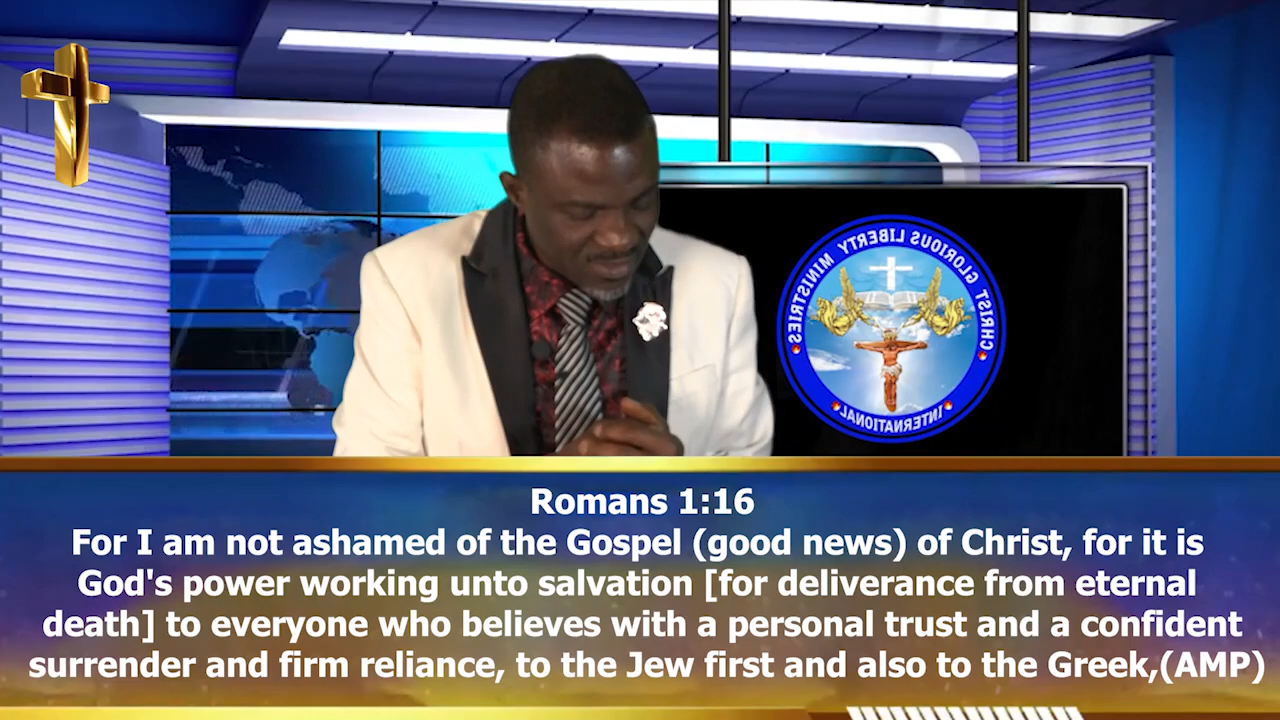 CHRIST GLORIOUS LIBERTY MINISTRIES
INTERNATIONAL
Romans 1:16
For I am not ashamed of the Gospel (good news) of Christ, for it is
God's power working unto salvation [for deliverance from eternal
death] to everyone who believes with a personal trust and a confident
surrender and firm reliance, to the Jew first and also to the Greek,(AMP)